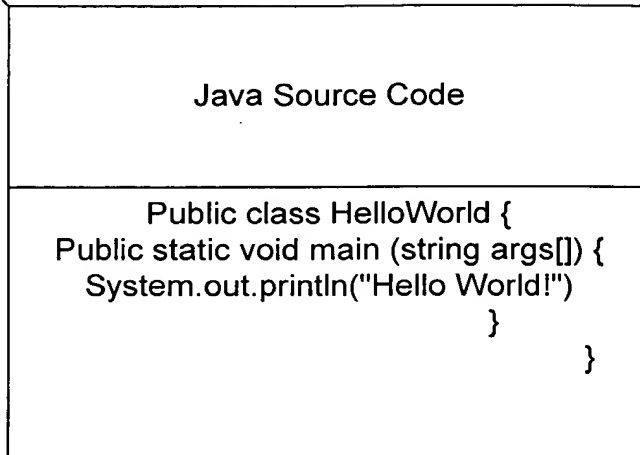 Java Source Code
Public class HelloWorld {
Public static void main (string args[]) {
System.out.println("Hello World!")
}
}